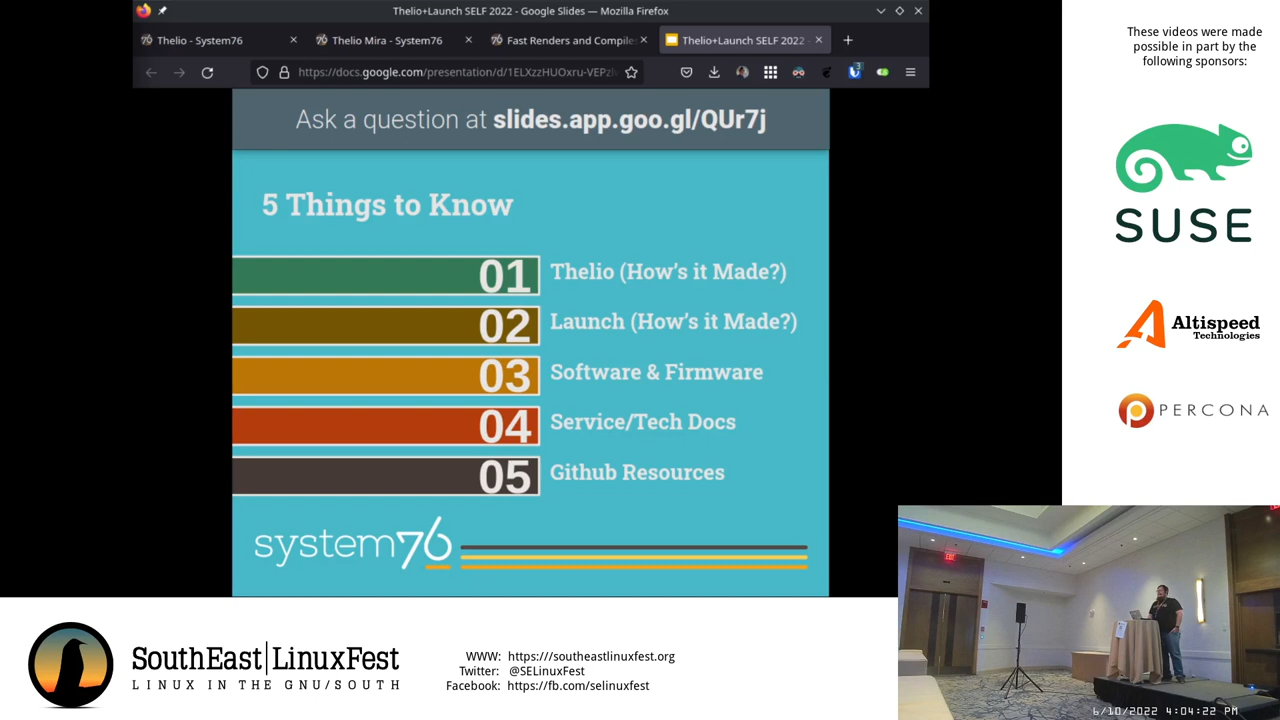 Thelio+Launch SELF 2022 - Google Slides — Mozilla Firefox
Thelio - System76
Thelio Mira - System76
Fast Renders and Compiles
Thelio+Launch SELF 2022 -
https://docs.google.com/presentation/d/1ELXzzHUOxru-VEPzl
Ask a question at slides.app.goo.gl/QUr7j
5 Things to Know
01 Thelio (How's it Made?)
02 Launch (How's it Made?)
03 Software & Firmware
04 Service/Tech Docs
05 Github Resources
system76
These videos were made
possible in part by the
following sponsors:
SUSE
Altispeed
Technologies
PERCONA
SouthEast LinuxFest
LINUX IN THE GNU/SOUTH
WWW: https:///southeastlinuxfest.org
Twitter: @SELinuxFest
Facebook: https://fb.com/selinuxfest
6/10/2022 4:04:22 PM